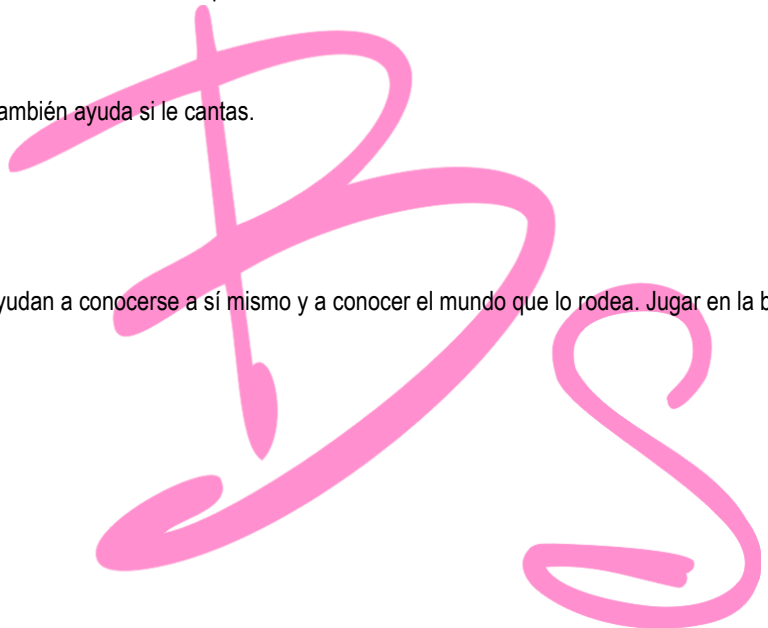 ambién ayuda si le cantas.
yudan a conocerse a sí mismo y a conocer el mundo que lo rodea. Jugar en la b
BS